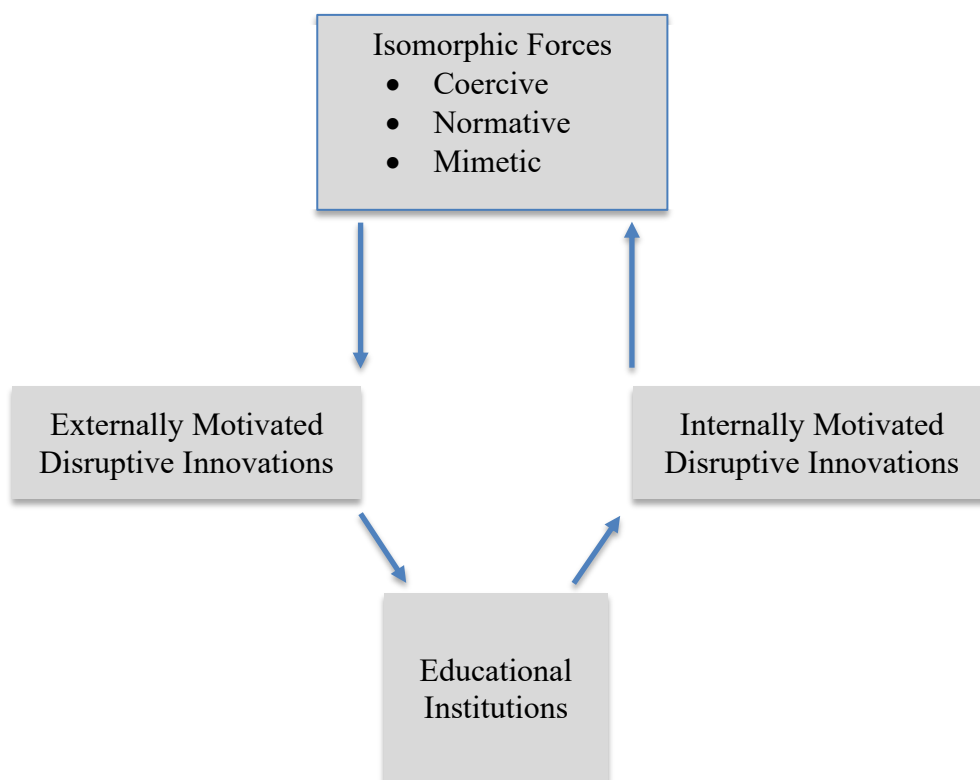 Isomorphic Forces
• Coercive
• Normative
• Mimetic
Externally Motivated
Disruptive Innovations
Internally Motivated
Disruptive Innovations
Educational
Institutions